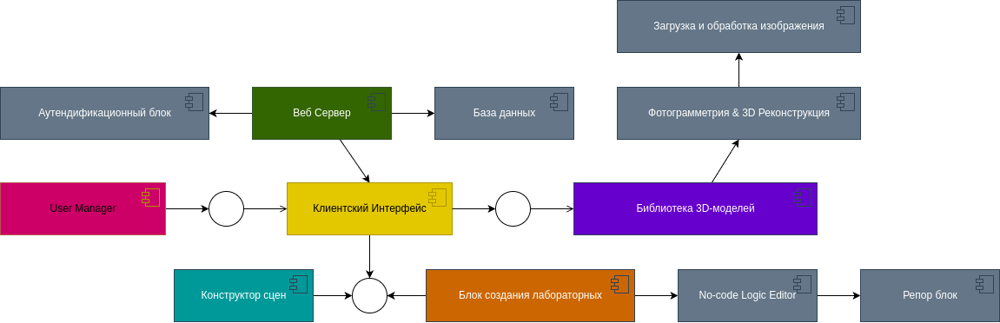 Загрузка и обработка изображения
Аутендификационный блок
Веб Сервер
База данных
Фотограмметрия & 3D Реконструкция
User Manager
Клиентский Интерфейс
Библиотека 3D-моделей
Конструктор сцен
Блок создания лабораторных
No-code Logic Editor
Репор блок